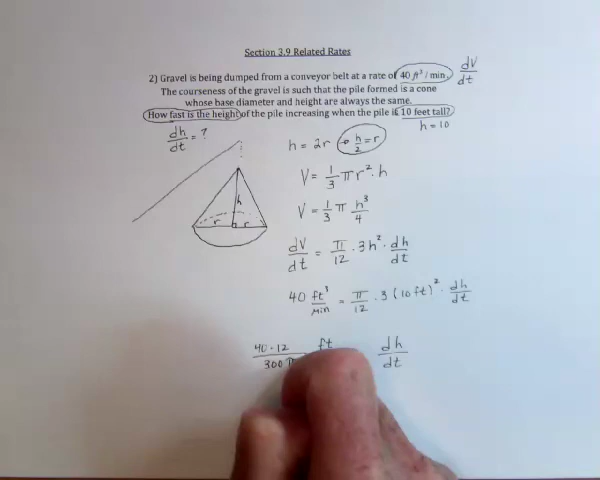 Section 3.9 Related Rates
2) Gravel is being dumped from a conveyor belt at a rate of 40 ft³/min. dV/dt
The courseness of the gravel is such that the pile formed is a cone
whose base diameter and height are always the same.
How fast is the height of the pile increasing when the pile is 10 feet tall?
h = 10
dh/dt = ?
h = 2r → h/2 = r
V = 1/3 πr² · h
h
r r
V = 1/3 π h³/4
dV/dt = π/12 · 3h² · dh/dt
40 ft³/min = π/12 · 3 (10ft)² · dh/dt
40 · 12/300π ft dh/dt